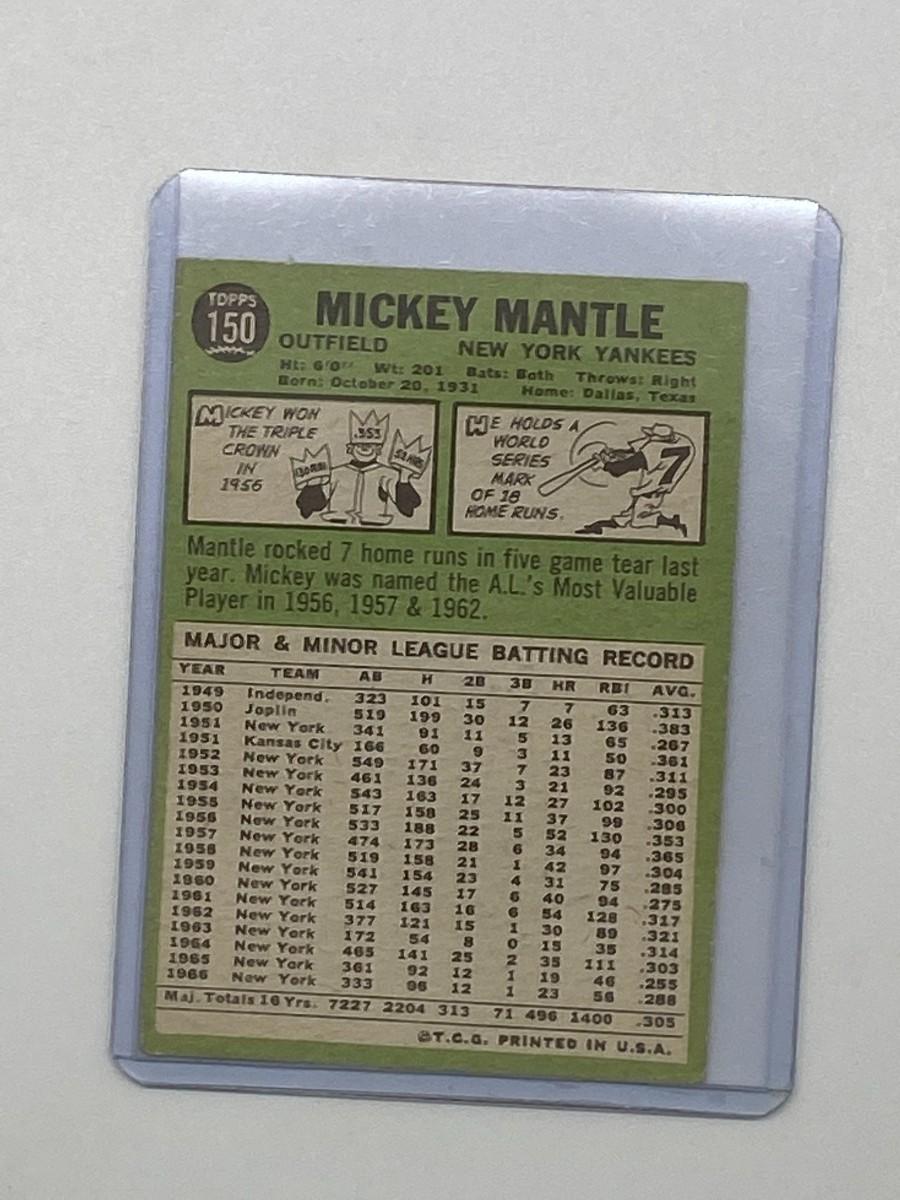 TOPPS
150
MICKEY MANTLE
OUTFIELD NEW YORK YANKEES
Ht: 6'0" Wt: 201 Bats: Both Throws: Right
Born: October 20, 1931 Home: Dallas, Texas
MICKEY WON
THE TRIPLE
CROWN
IN
1956
.353
130 RBI
52 HRS
HE HOLDS A
WORLD
SERIES
MARK
OF 18
HOME RUNS.
7
Mantle rocked 7 home runs in five game tear last
year. Mickey was named the A.L.'s Most Valuable
Player in 1956, 1957 & 1962.
MAJOR & MINOR LEAGUE BATTING RECORD
YEAR TEAM AB H 2B 3B HR RBI AVG.
1949 Independ. 323 101 15 7 7 63 .313
1950 Joplin 519 199 30 12 26 136 .383
1951 New York 341 91 11 5 13 65 .267
1951 Kansas City 166 60 9 3 11 50 .361
1952 New York 549 171 37 7 23 87 .311
1953 New York 461 136 24 3 21 92 .295
1954 New York 543 163 17 12 27 102 .300
1955 New York 517 158 25 11 37 99 .306
1956 New York 533 188 22 5 52 130 .353
1957 New York 474 173 28 6 34 94 .365
1958 New York 519 158 21 1 42 97 .304
1959 New York 541 154 23 4 31 75 .285
1960 New York 527 145 17 6 40 94 .275
1961 New York 514 163 16 6 54 128 .317
1962 New York 377 121 15 1 30 89 .321
1963 New York 172 54 8 0 15 35 .314
1964 New York 465 141 25 2 35 111 .303
1965 New York 361 92 12 1 19 46 .255
1966 New York 333 96 12 1 23 56 .288
Maj. Totals 16 Yrs. 7227 2204 313 71 496 1400 .305
©T.C.G. PRINTED IN U.S.A.